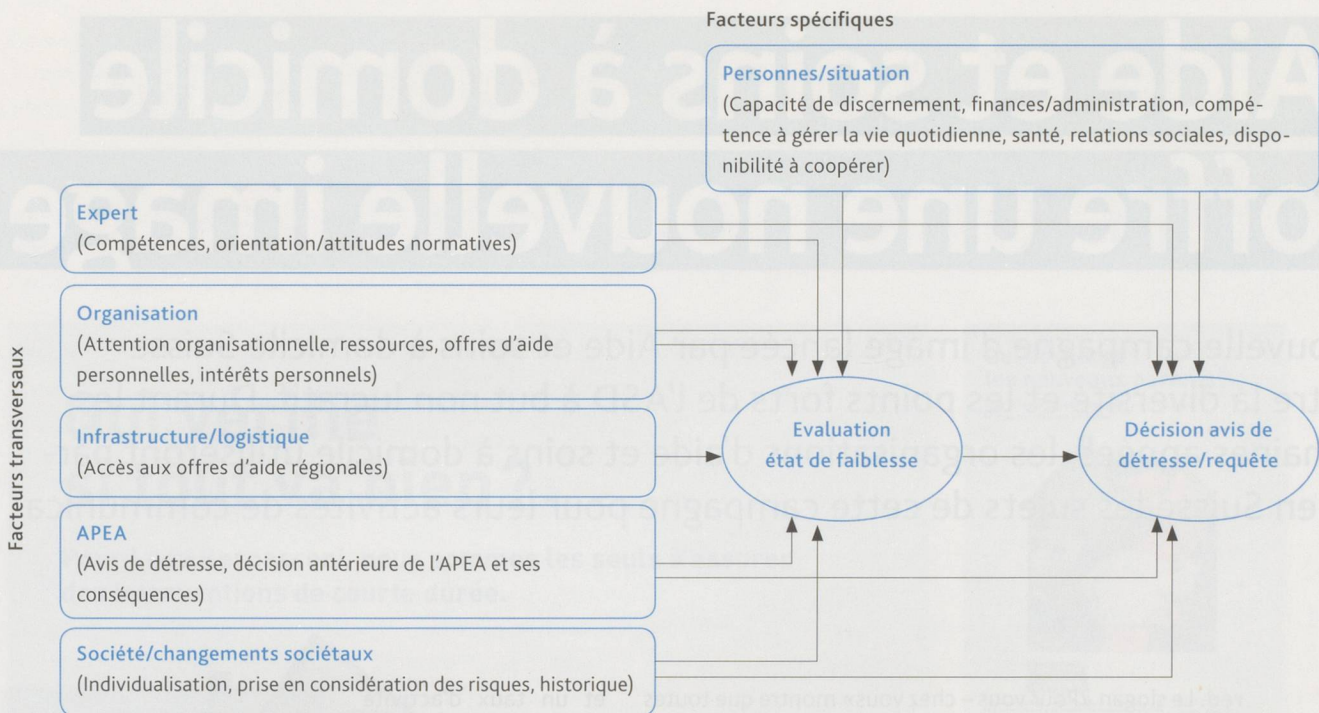 Facteurs spécifiques
Personnes/situation
(Capacité de discernement, finances/administration, compé-
tence à gérer la vie quotidienne, santé, relations sociales, dispo-
nibilité à coopérer)
Facteurs transversaux
Expert
(Compétences, orientation/attitudes normatives)
Organisation
(Attention organisationnelle, ressources, offres d'aide
personnelles, intérêts personnels)
Infrastructure/logistique
(Accès aux offres d'aide régionales)
APEA
(Avis de détresse, décision antérieure de l'APEA et ses
conséquences)
Société/changements sociétaux
(Individualisation, prise en considération des risques, historique)
Evaluation
état de faiblesse
Décision avis de
détresse/requête